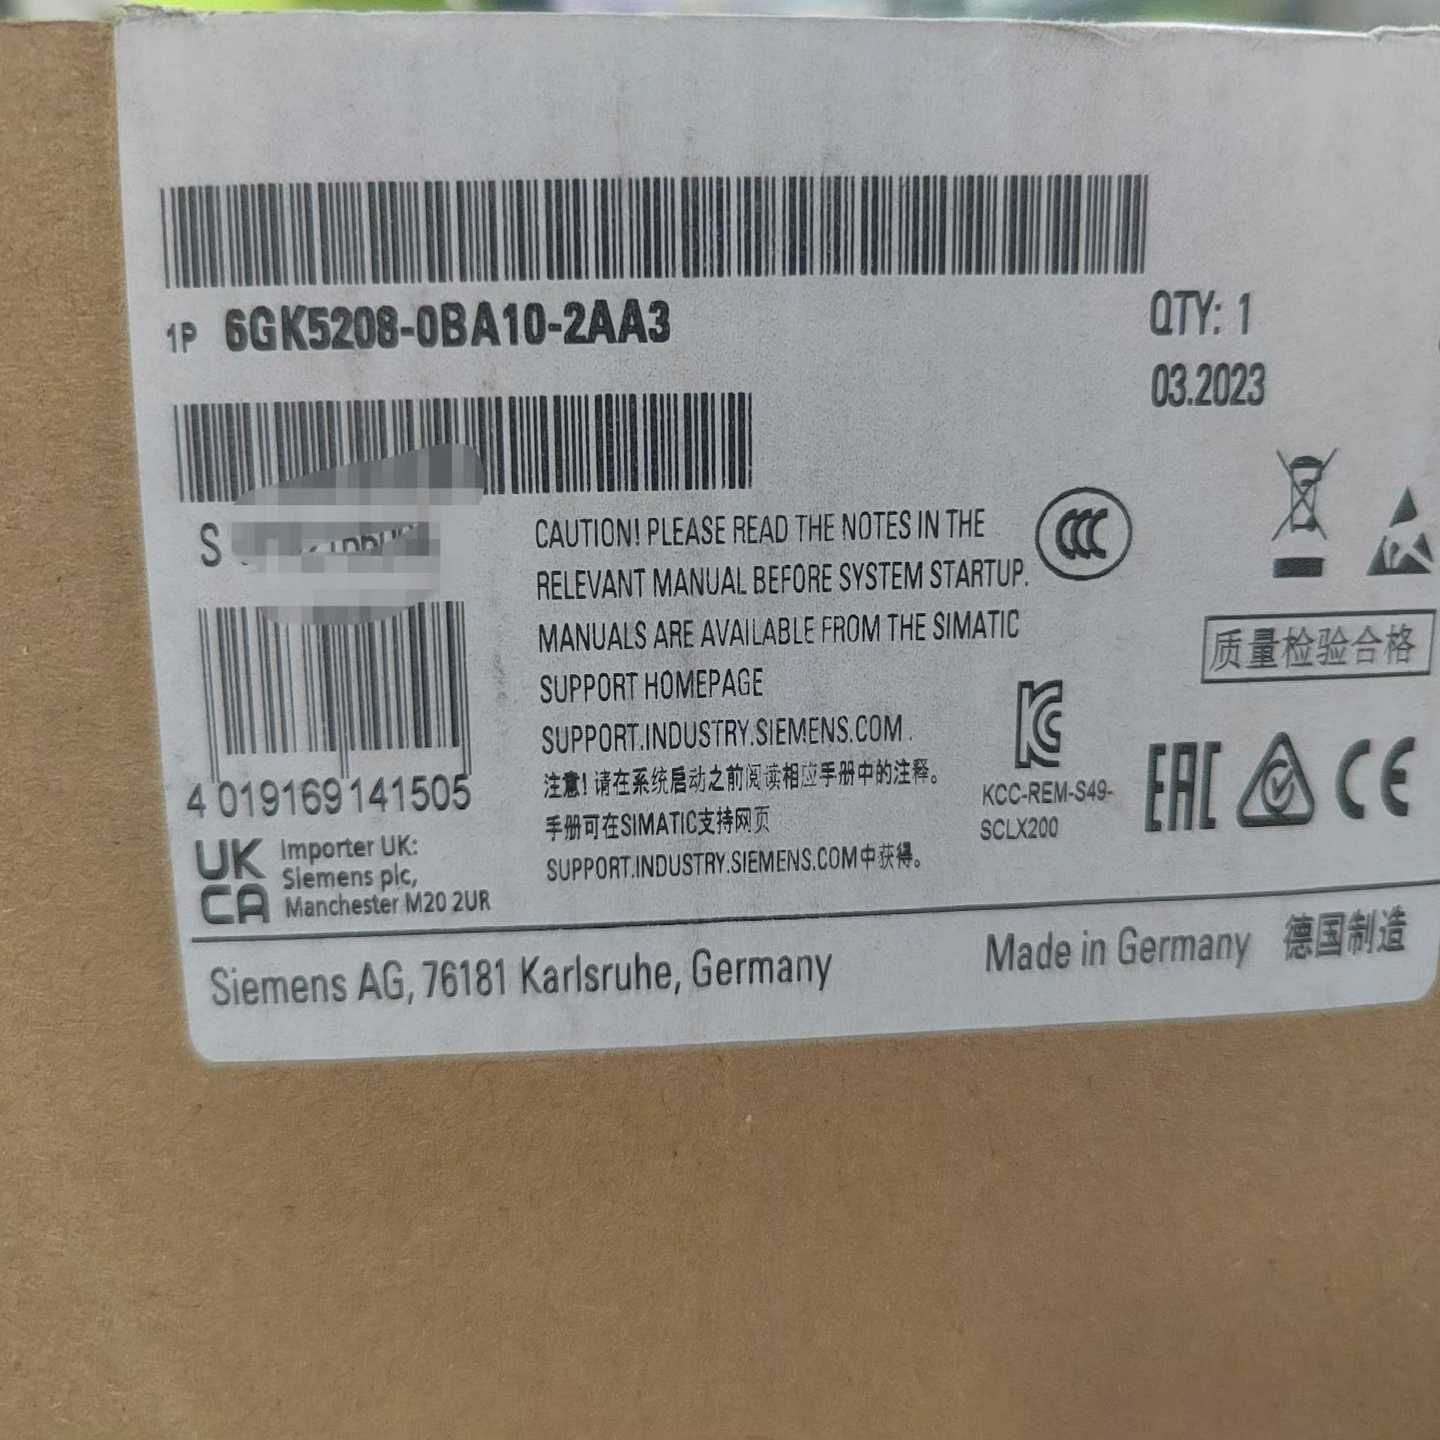 1P 6GK5208-0BA10-2AA3
QTY: 1
03.2023
S
CAUTION! PLEASE READ THE NOTES IN THE
RELEVANT MANUAL BEFORE SYSTEM STARTUP.
MANUALS ARE AVAILABLE FROM THE SIMATIC
SUPPORT HOMEPAGE
SUPPORT.INDUSTRY.SIEMENS.COM.
注意!请在系统启动之前阅读相应手册中的注释。
手册可在SIMATIC支持网页
SUPPORT.INDUSTRY.SIEMENS.COM中获得。
CCC
质量检验合格
KC
KCC-REM-S49-
SCLX200
EAC
CE
4 019169 141505
UK
CA
Importer UK:
Siemens plc,
Manchester M20 2UR
Siemens AG, 76181 Karlsruhe, Germany
Made in Germany 德国制造